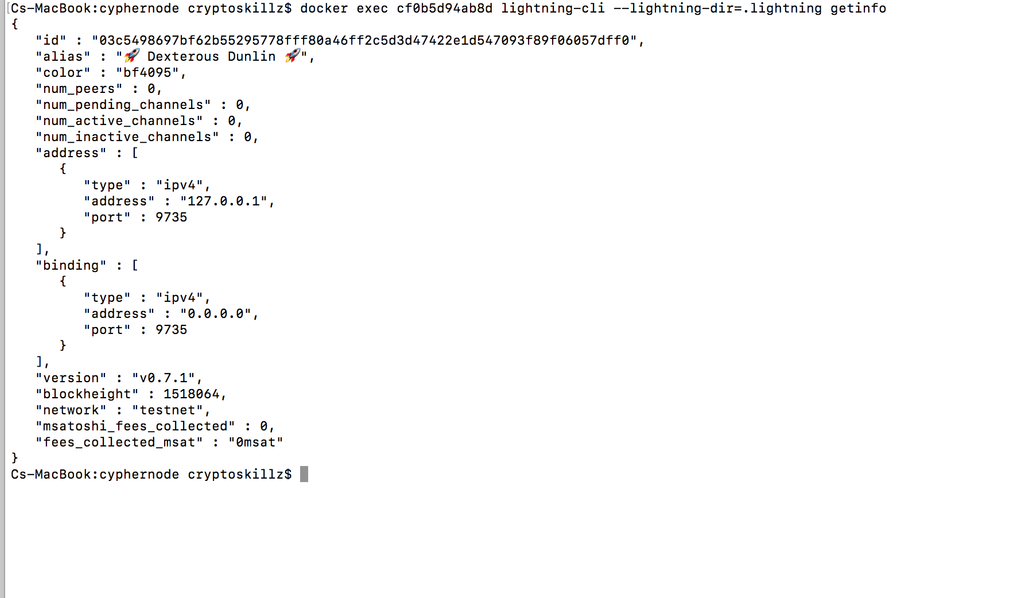 Cs-MacBook:cyphernode cryptoskillz$ docker exec cf0b5d94ab8d lightning-cli --lightning-dir=.lightning getinfo
{
   "id" : "03c5498697bf62b55295778fff80a46ff2c5d3d47422e1d547093f89f06057dff0",
   "alias" : "🚀 Dexterous Dunlin 🚀",
   "color" : "bf4095",
   "num_peers" : 0,
   "num_pending_channels" : 0,
   "num_active_channels" : 0,
   "num_inactive_channels" : 0,
   "address" : [
      {
         "type" : "ipv4",
         "address" : "127.0.0.1",
         "port" : 9735
      }
   ],
   "binding" : [
      {
         "type" : "ipv4",
         "address" : "0.0.0.0",
         "port" : 9735
      }
   ],
   "version" : "v0.7.1",
   "blockheight" : 1518064,
   "network" : "testnet",
   "msatoshi_fees_collected" : 0,
   "fees_collected_msat" : "0msat"
}
Cs-MacBook:cyphernode cryptoskillz$